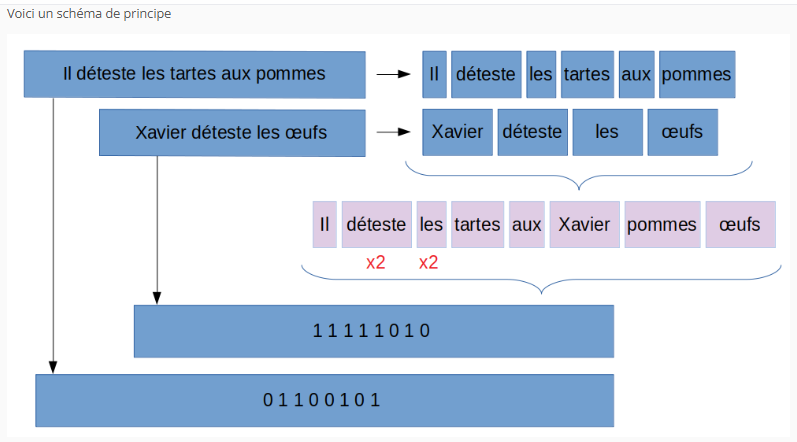 Voici un schéma de principe
Il déteste les tartes aux pommes
Il déteste les tartes aux pommes
Xavier déteste les œufs
Xavier déteste les œufs
Il déteste les tartes aux Xavier pommes œufs
x2 x2
1 1 1 1 1 0 1 0
0 1 1 0 0 1 0 1